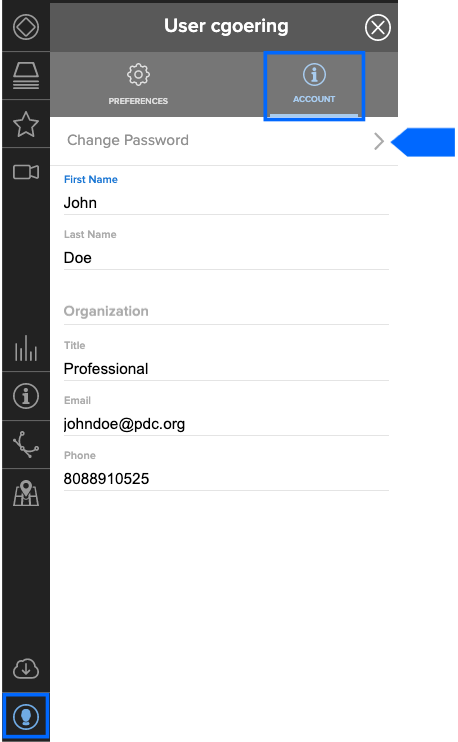 User cgoering
PREFERENCES
ACCOUNT
Change Password
First Name
John
Last Name
Doe
Organization
Title
Professional
Email
johndoe@pdc.org
Phone
8088910525